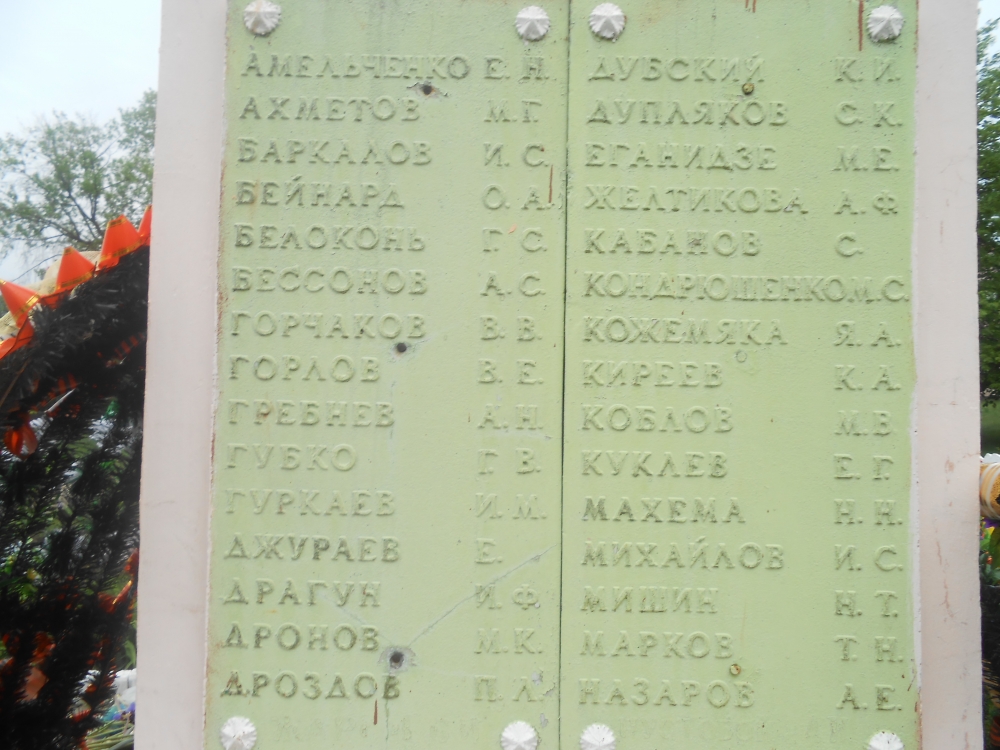 АМЕЛЬЧЕНКО Е. Н.
АХМЕТОВ М.Г.
БАРКАЛОВ И. С.
БЕЙНАРД О. А.
БЕЛОКОНЬ Г. С.
БЕССОНОВ А. С.
ГОРЧАКОВ В. В.
ГОРЛОВ В. Е.
ГРЕБНЕВ А. Н.
ГУБКО Г. В.
ГУРКАЕВ И. М.
ДЖУРАЕВ Е.
ДРАГУН И. Ф.
ДРОНОВ М. К.
ДРОЗДОВ П. Л.
ДУБСКИЙ К. И.
ДУПЛЯКОВ С. К.
ЕГАНИДЗЕ М. Е.
ЖЕЛТИКОВА А. Ф.
КАБАНОВ С.
КОНДРЮШЕНКО М.С.
КОЖЕМЯКА Я. А.
КИРЕЕВ К. А.
КОБЛОВ М. В
КУКЛЕВ Е. Г.
МАХЕМА Н. Н.
МИХАЙЛОВ И. С.
МИШИН Н. Т.
МАРКОВ Т. Н.
НАЗАРОВ А. Е.